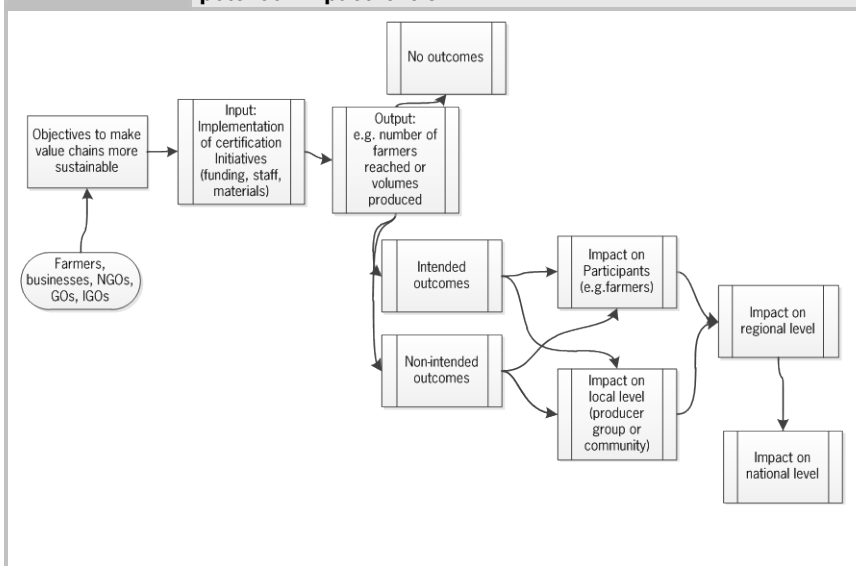 No outcomes
Objectives to make
value chains more
sustainable
Input:
Implementation
of certification
Initiatives
(funding, staff,
materials)
Output:
e.g. number of
farmers
reached or
volumes
produced
Farmers,
businesses, NGOs,
GOs, IGOs
Intended
outcomes
Impact on
Participants
(e.g.farmers)
Non-intended
outcomes
Impact on
local level
(producer
group or
community)
Impact on
regional level
Impact on
national level